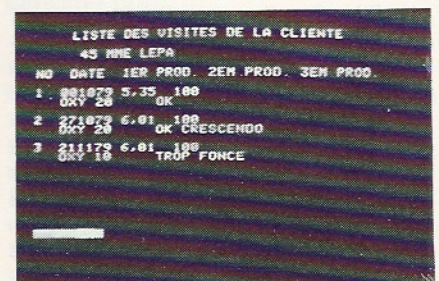 LISTE DES VISITES DE LA CLIENTE
45 MME LEPA
NO DATE 1ER PROD. 2EM PROD. 3EM PROD.
1 091079 5,35 100
OXY 20 OK
2 271079 6,01 100
OXY 20 OK CRESCENDO
3 211179 6,01 100
OXY 10 TROP FONCE